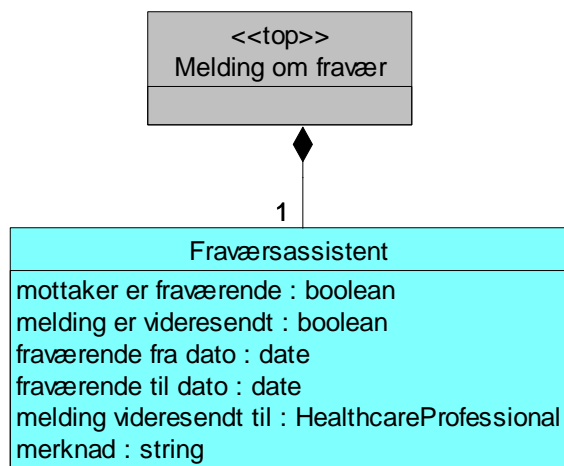 <<top>>
Melding om fravær
1
Fraværsassistent
mottaker er fraværende : boolean
melding er videresendt : boolean
fraværende fra dato : date
fraværende til dato : date
melding videresendt til : HealthcareProfessional
merknad : string